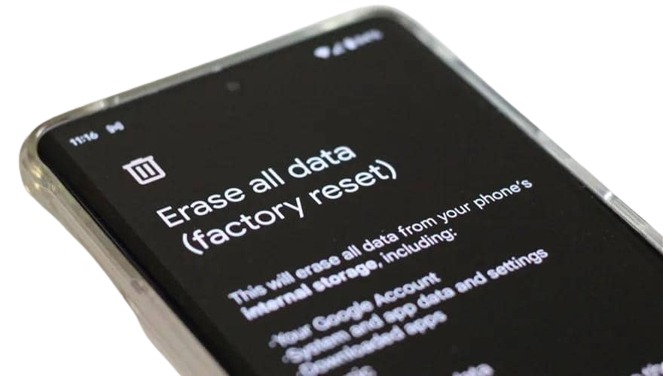 11:16
Erase all data
(factory reset)
This will erase all data from your phone's
internal storage, including:
·Your Google Account
·System and app data and settings
·Downloaded apps